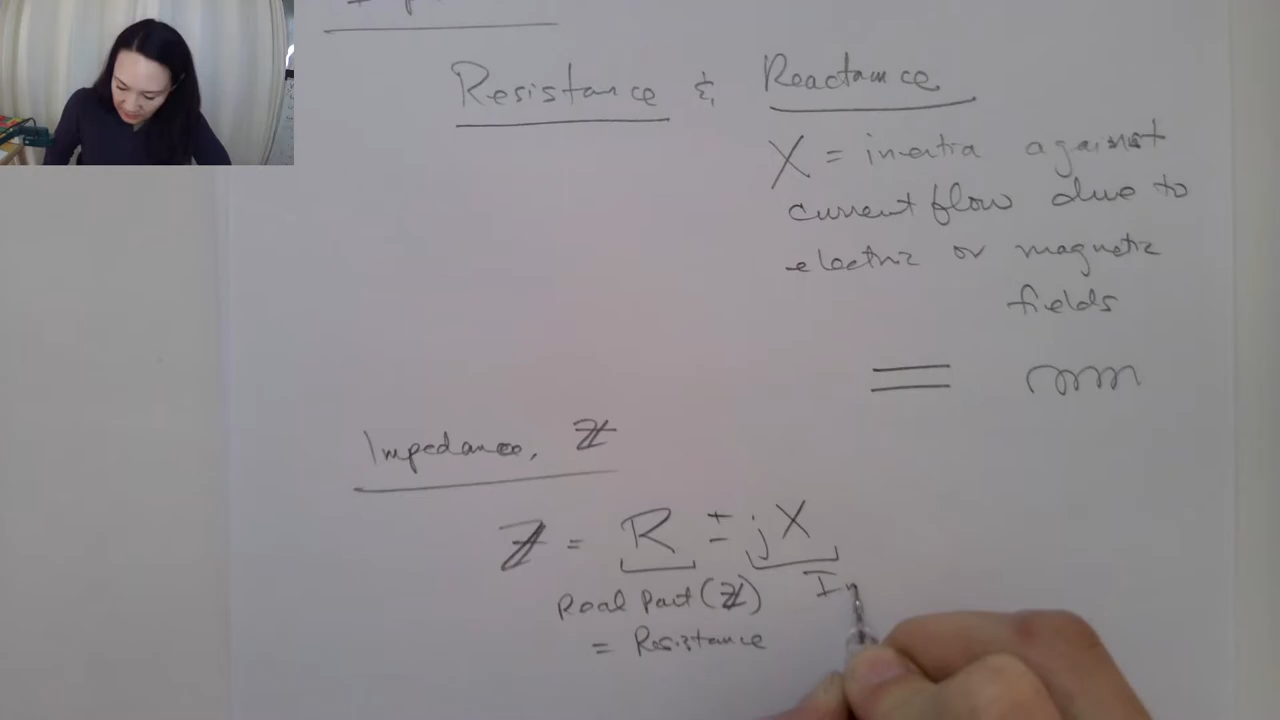 Resistance & Reactance
X = inertia against
current flow due to
electric or magnetic
fields
Impedance, Z
Z = R ± jX
Real Part (Z)
= Resistance